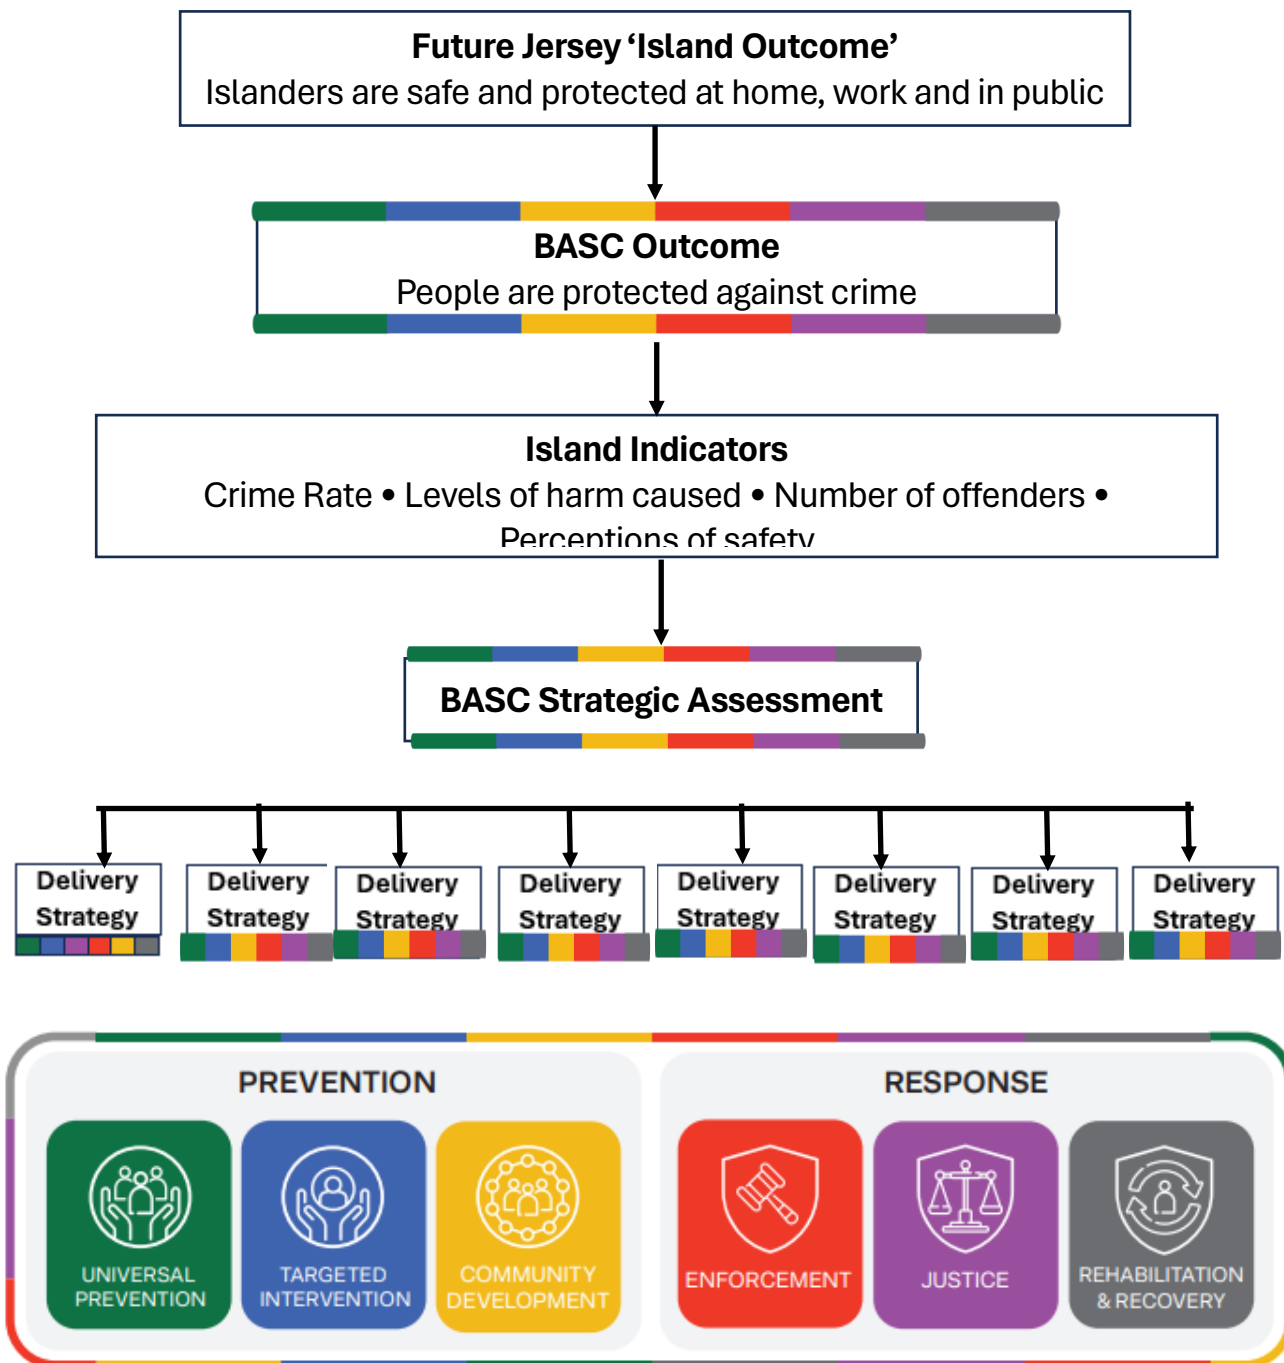 Future Jersey ‘Island Outcome’
Islanders are safe and protected at home, work and in public
BASC Outcome
People are protected against crime
Island Indicators
Crime Rate • Levels of harm caused • Number of offenders •
Perceptions of safety
BASC Strategic Assessment
Delivery
Strategy
Delivery
Strategy
Delivery
Strategy
Delivery
Strategy
Delivery
Strategy
Delivery
Strategy
Delivery
Strategy
Delivery
Strategy
PREVENTION
UNIVERSAL
PREVENTION
TARGETED
INTERVENTION
COMMUNITY
DEVELOPMENT
RESPONSE
ENFORCEMENT
JUSTICE
REHABILITATION
& RECOVERY